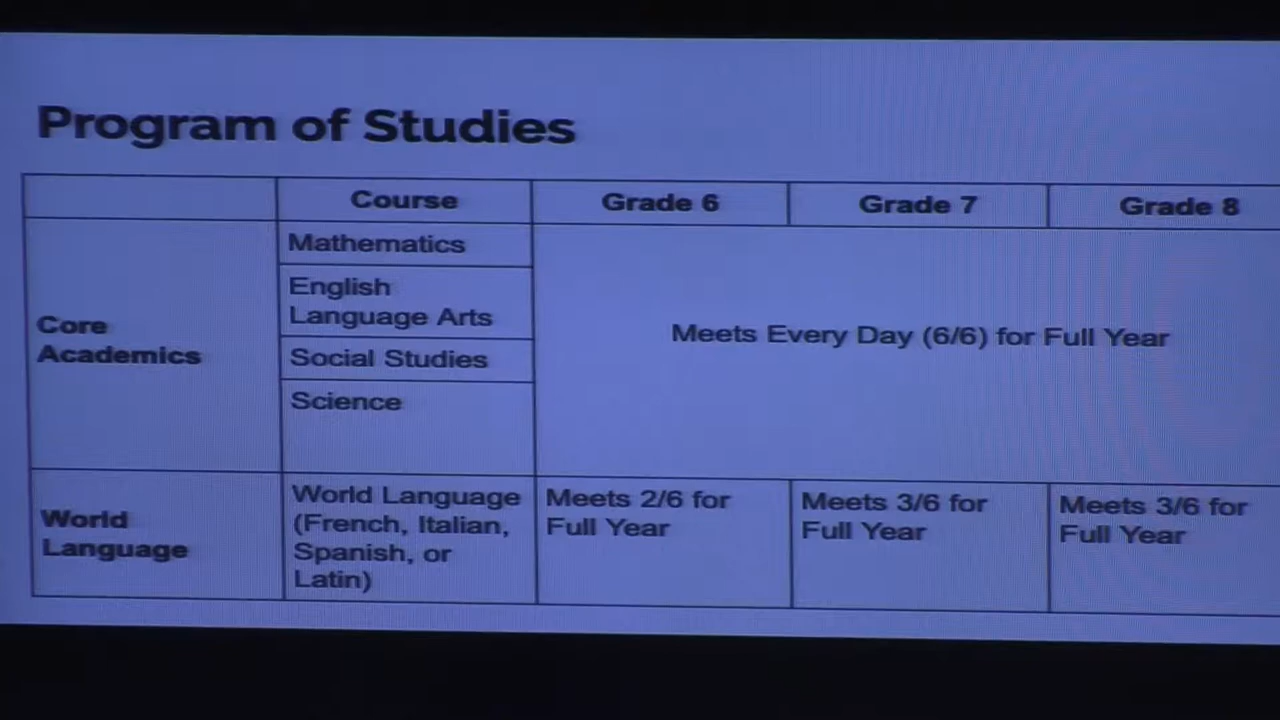 Program of Studies
Course Grade 6 Grade 7 Grade 8
Mathematics
English
Language Arts
Core
Academics
Social Studies
Science
Meets Every Day (6/6) for Full Year
World
Language
World Language
(French, Italian,
Spanish, or
Latin)
Meets 2/6 for
Full Year
Meets 3/6 for
Full Year
Meets 3/6 for
Full Year